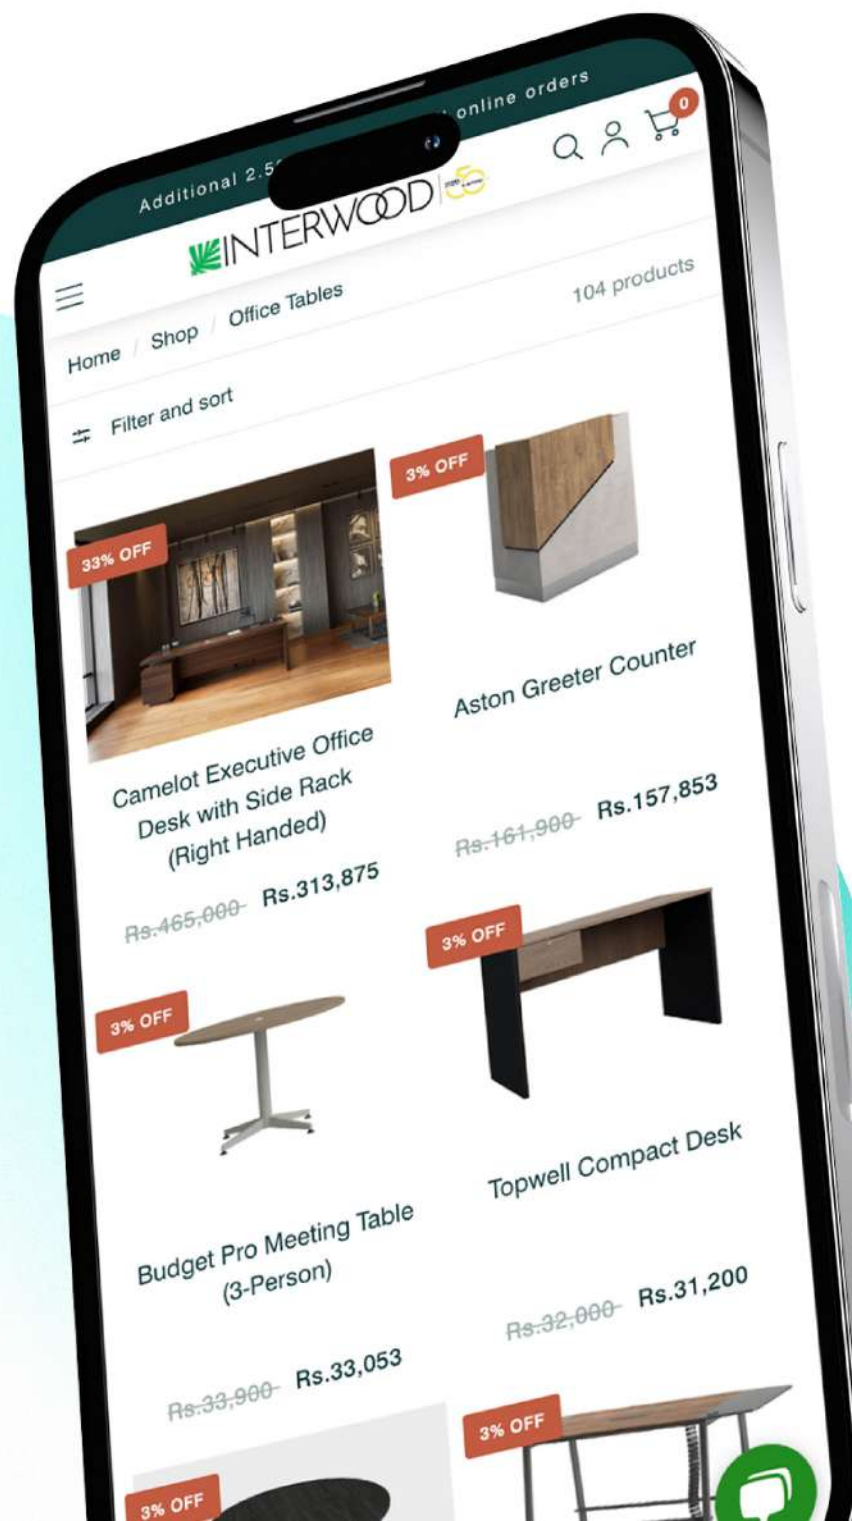 Additional 2.5
online orders
0
INTERWOOD
50
Home / Shop / Office Tables
104 products
Filter and sort
33% OFF
3% OFF
Camelot Executive Office
Desk with Side Rack
(Right Handed)
Rs.465,000 Rs.313,875
Aston Greeter Counter
Rs.161,900 Rs.157,853
3% OFF
3% OFF
Budget Pro Meeting Table
(3-Person)
Rs.33,900 Rs.33,053
Topwell Compact Desk
Rs.32,000 Rs.31,200
3% OFF
3% OFF